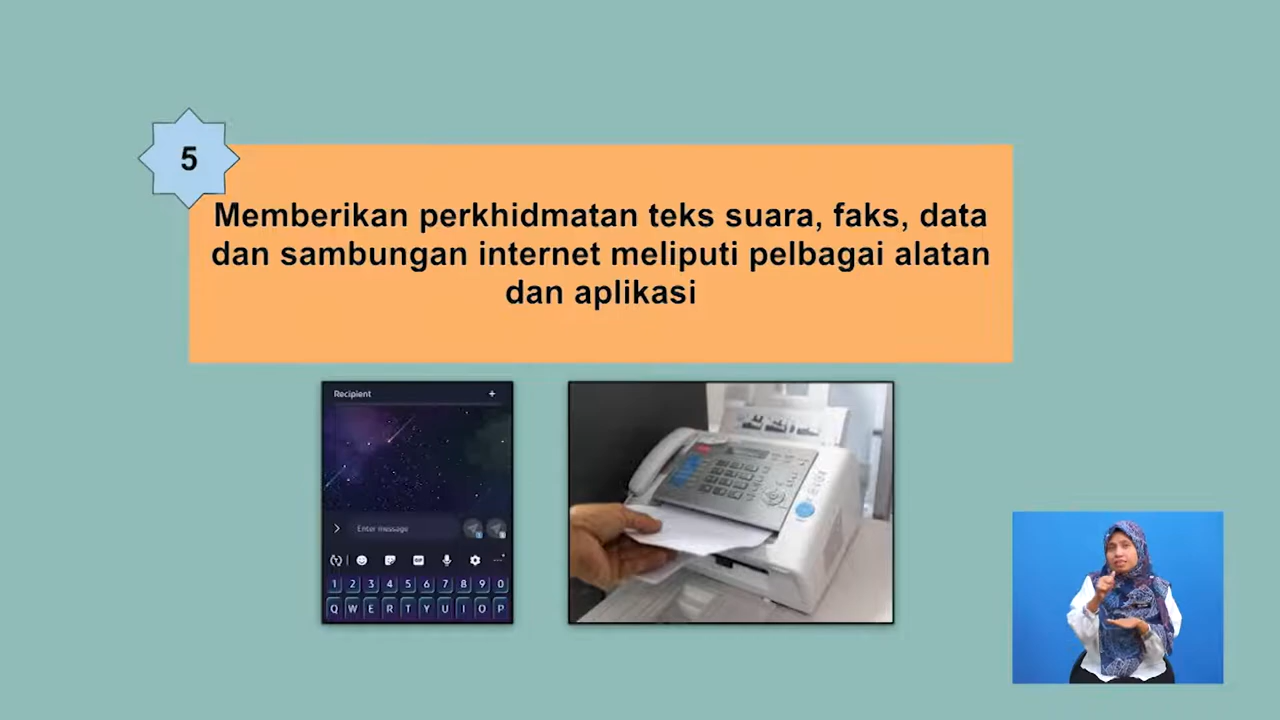 5
Memberikan perkhidmatan teks suara, faks, data
dan sambungan internet meliputi pelbagai alatan
dan aplikasi
Recipient +
Enter message
GIF
1 2 3 4 5 6 7 8 9 0
Q W E R T Y U I O P